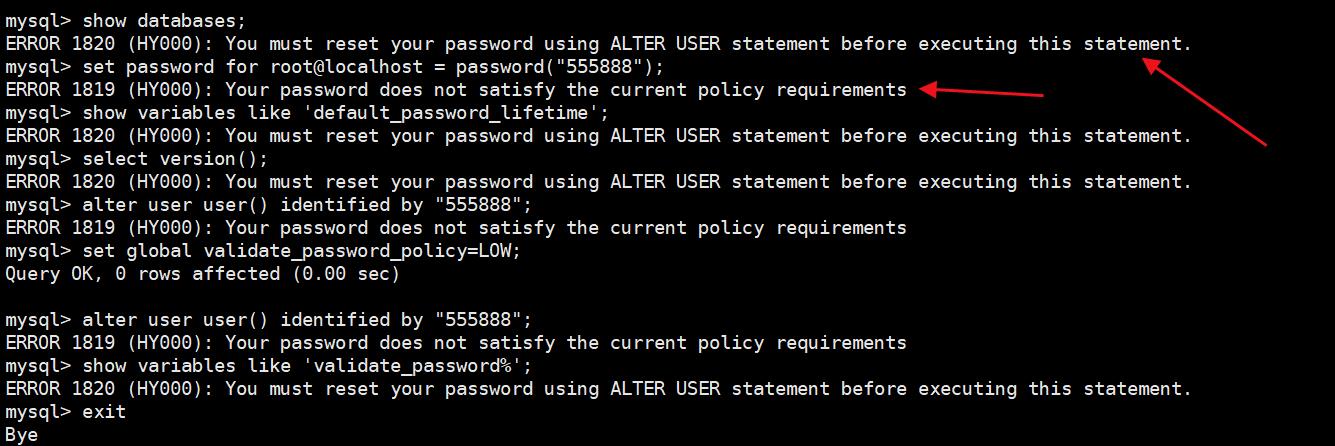 mysql> show databases;
ERROR 1820 (HY000): You must reset your password using ALTER USER statement before executing this statement.
mysql> set password for root@localhost = password("555888");
ERROR 1819 (HY000): Your password does not satisfy the current policy requirements
mysql> show variables like 'default_password_lifetime';
ERROR 1820 (HY000): You must reset your password using ALTER USER statement before executing this statement.
mysql> select version();
ERROR 1820 (HY000): You must reset your password using ALTER USER statement before executing this statement.
mysql> alter user user() identified by "555888";
ERROR 1819 (HY000): Your password does not satisfy the current policy requirements
mysql> set global validate_password_policy=LOW;
Query OK, 0 rows affected (0.00 sec)
mysql> alter user user() identified by "555888";
ERROR 1819 (HY000): Your password does not satisfy the current policy requirements
mysql> show variables like 'validate_password%';
ERROR 1820 (HY000): You must reset your password using ALTER USER statement before executing this statement.
mysql> exit
Bye